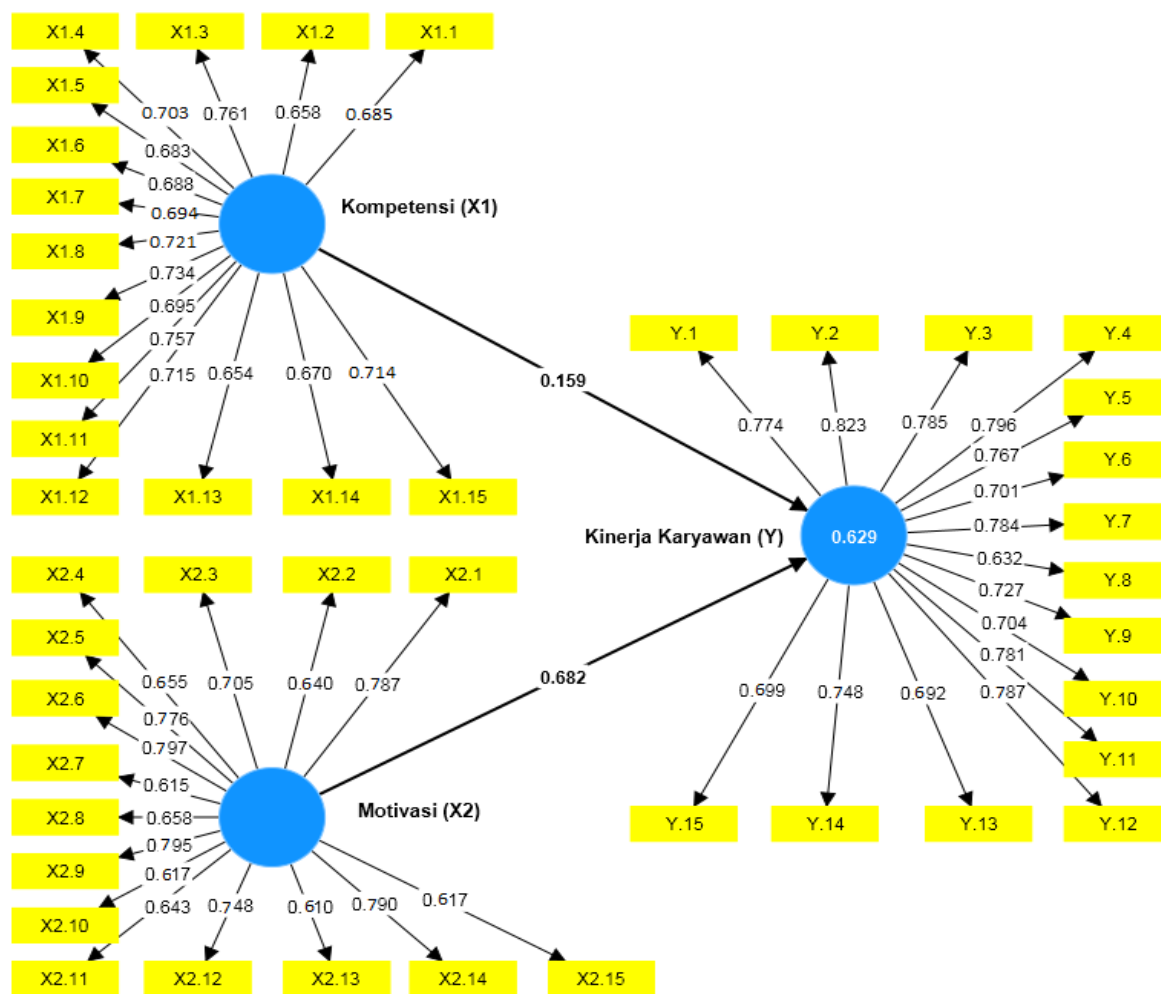 X1.4
X1.3
X1.2
X1.1
X1.5
X1.6
X1.7
X1.8
X1.9
X1.10
X1.11
X1.12
X1.13
X1.14
X1.15
0.703
0.761
0.658
0.685
0.683
0.688
0.694
0.721
0.734
0.695
0.757
0.715
0.654
0.670
0.714
Kompetensi (X1)
0.159
X2.4
X2.3
X2.2
X2.1
X2.5
X2.6
X2.7
X2.8
X2.9
X2.10
X2.11
X2.12
X2.13
X2.14
X2.15
0.655
0.705
0.640
0.787
0.776
0.797
0.615
0.658
0.795
0.617
0.643
0.748
0.610
0.790
0.617
Motivasi (X2)
0.682
Y.1
Y.2
Y.3
Y.4
Y.5
Y.6
Y.7
Y.8
Y.9
Y.10
Y.11
Y.12
Y.13
Y.14
Y.15
0.774
0.823
0.785
0.796
0.767
0.701
0.784
0.632
0.727
0.704
0.781
0.787
0.692
0.748
0.699
Kinerja Karyawan (Y)
0.629